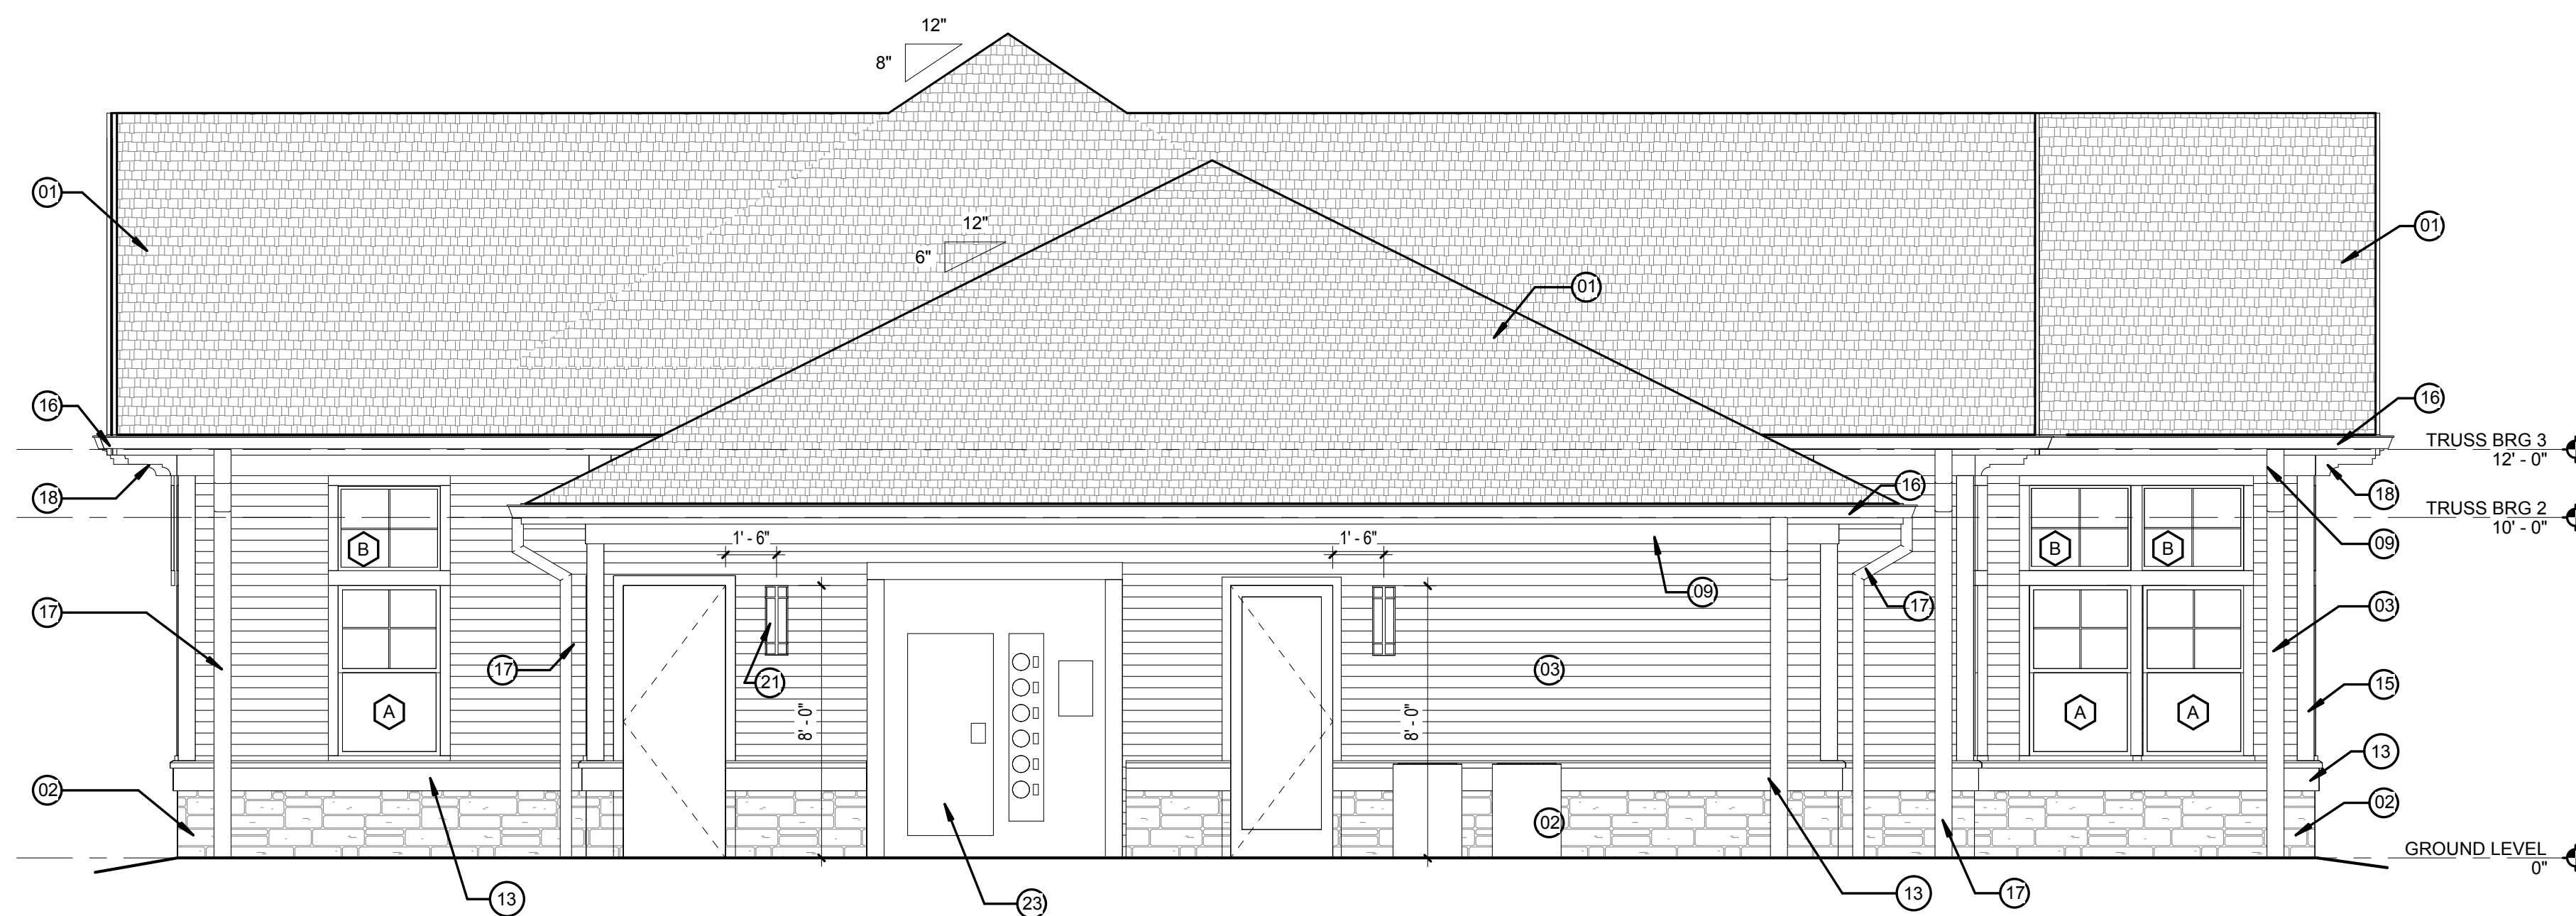 12"
8"
01
12"
6"
01
01
16
16
TRUSS BRG 3
12' - 0"
18
16
18
TRUSS BRG 2
10' - 0"
B
1' - 6"
1' - 6"
B
B
09
09
17
17
03
17
21
03
15
A
8' - 0"
8' - 0"
A
A
13
02
02
02
GROUND LEVEL
0"
13
23
13
17